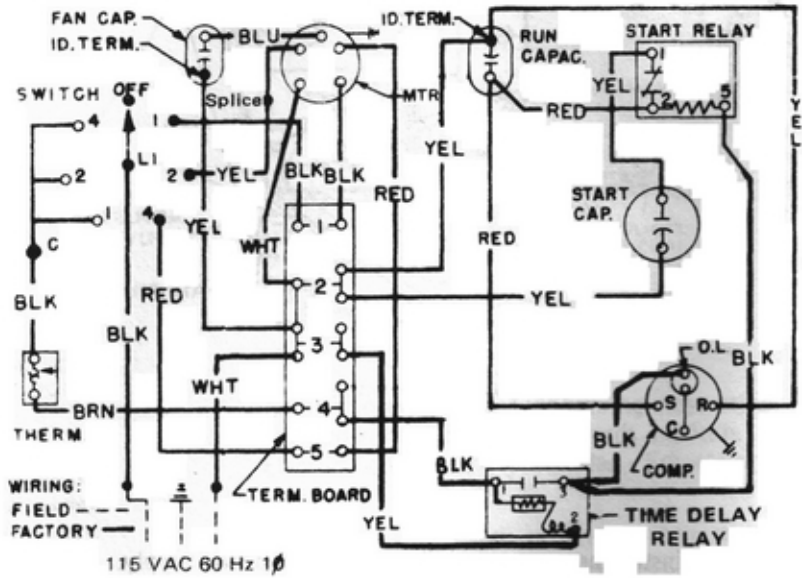 FAN CAP.
ID. TERM.
BLU
ID. TERM.
RUN CAPAC.
START RELAY
SWITCH OFF
Splice
MTR
1
YEL
5
2
RED
YEL
4
1
YEL
L1
2
2
YEL
BLK
BLK
RED
START CAP.
1
4
1
YEL
WHT
RED
C
RED
2
YEL
BLK
BLK
3
O.L
BLK
WHT
S
R
THERM
BRN
4
C
BLK
COMP.
5
BLK
WIRING:
TERM. BOARD
1
3
FIELD
YEL
2
TIME DELAY RELAY
FACTORY
115 VAC 60 Hz 1ø